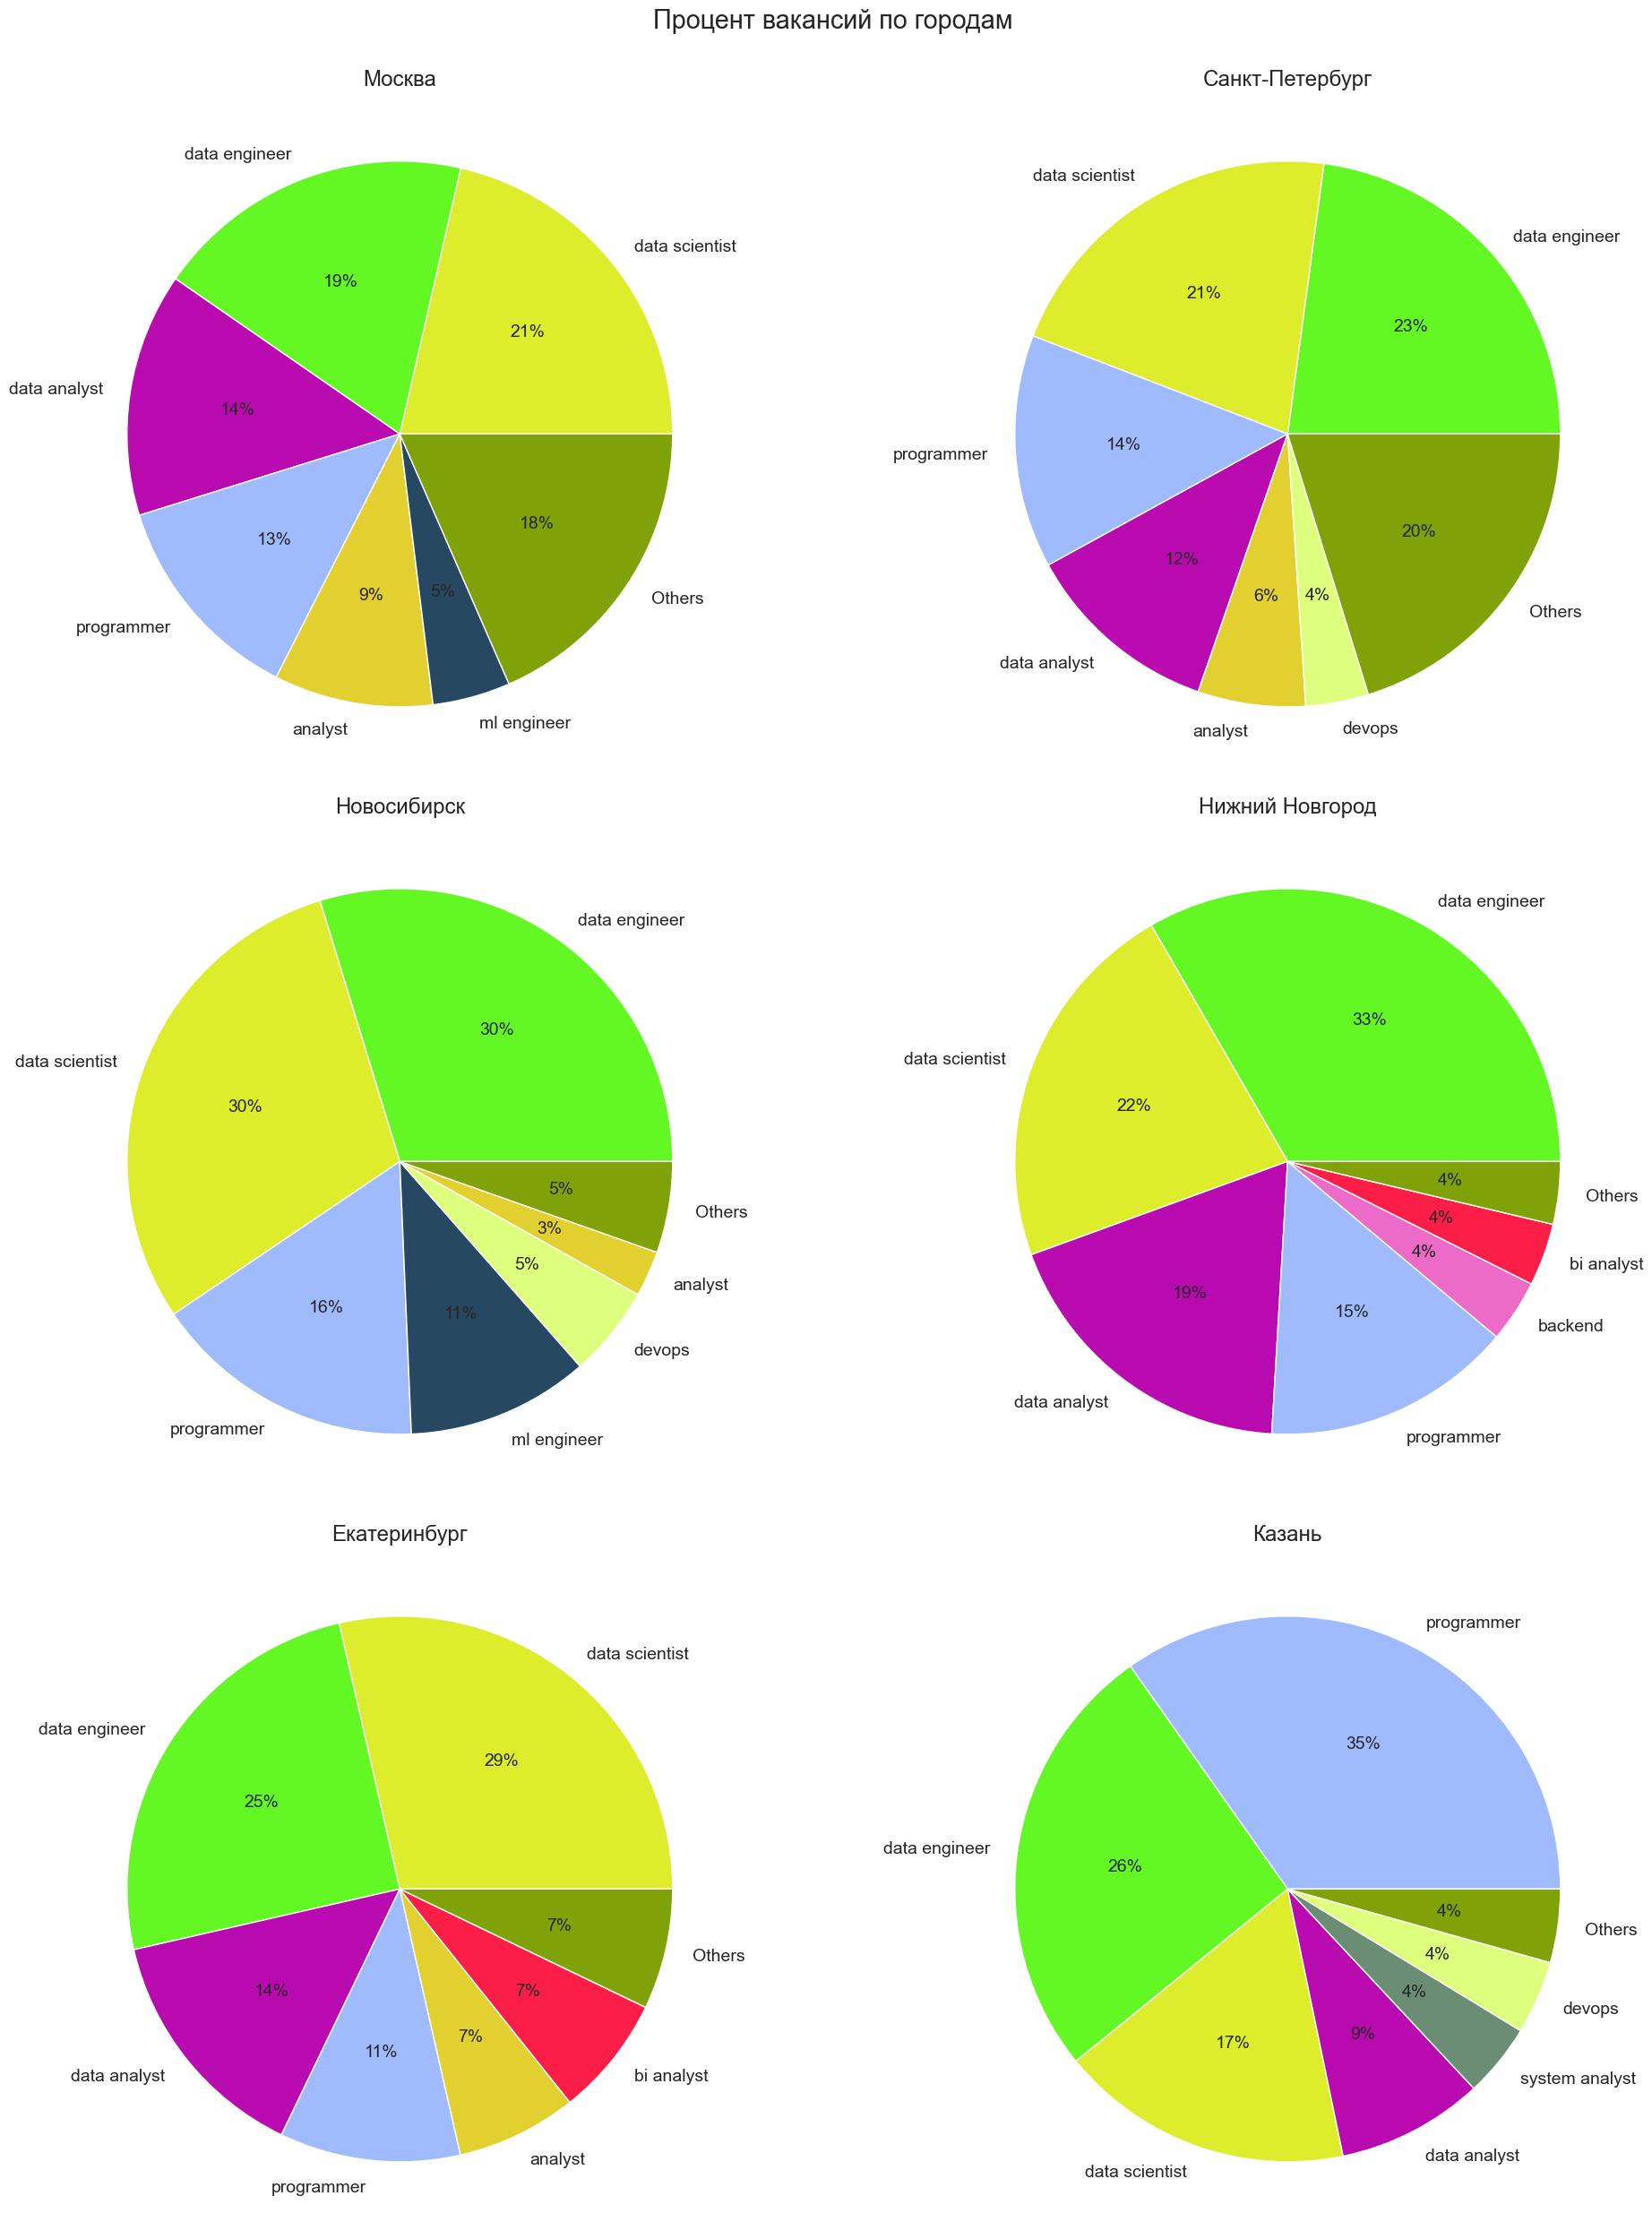 Процент вакансий по городам
Москва
data engineer
data scientist
19%
21%
data analyst
14%
13%
18%
9%
5%
programmer
Others
analyst
ml engineer
Санкт-Петербург
data scientist
data engineer
21%
23%
programmer
14%
12%
20%
6%
4%
data analyst
Others
analyst
devops
Новосибирск
data engineer
30%
data scientist
30%
5%
Others
3%
analyst
5%
16%
11%
devops
programmer
ml engineer
Нижний Новгород
data engineer
33%
data scientist
22%
4%
Others
4%
bi analyst
4%
19%
15%
backend
data analyst
programmer
Екатеринбург
data scientist
data engineer
29%
25%
7%
Others
14%
7%
7%
11%
data analyst
bi analyst
analyst
programmer
Казань
programmer
35%
data engineer
26%
4%
Others
4%
devops
4%
17%
9%
system analyst
data analyst
data scientist